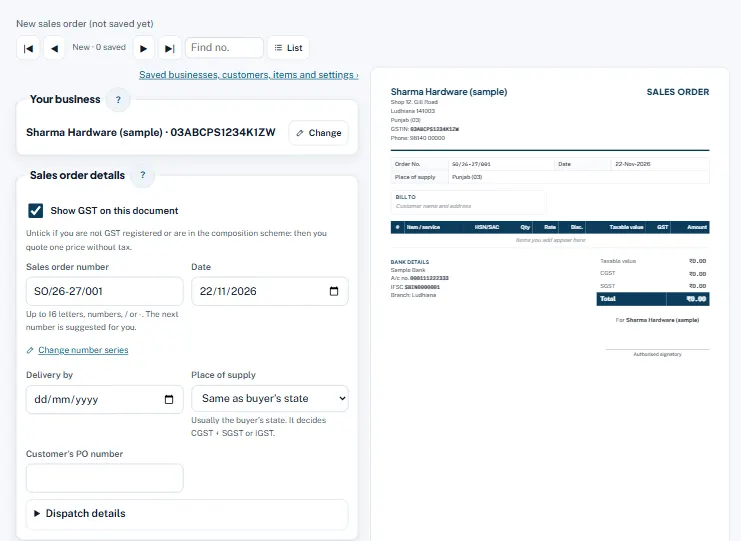 New sales order (not saved yet)
New · 0 saved
Find no.
List
Saved businesses, customers, items and settings ›
Your business
?
Sharma Hardware (sample) · 03ABCPS1234K1ZW
Change
Sales order details
?
Show GST on this document
Untick if you are not GST registered or are in the composition scheme: then you
quote one price without tax.
Sales order number
Date
SO/26-27/001
22/11/2026
Up to 16 letters, numbers, / or -. The next
number is suggested for you.
Change number series
Delivery by
Place of supply
dd/mm/yyyy
Same as buyer's state
Usually the buyer's state. It decides
CGST + SGST or IGST.
Customer's PO number
Dispatch details
Sharma Hardware (sample)
SALES ORDER
Shop 12, Gill Road
Ludhiana 141003
Punjab (03)
GSTIN: 03ABCPS1234K1ZW
Phone: 98140 00000
Order No. SO/26-27/001 Date 22-Nov-2026
Place of supply Punjab (03)
BILL TO
Customer name and address
# Item / service HSN/SAC Qty Rate Disc. Taxable value GST Amount
Items you add appear here
BANK DETAILS
Sample Bank
A/c no. 000111222333
IFSC SBIN0000001
Branch: Ludhiana
Taxable value ₹0.00
CGST ₹0.00
SGST ₹0.00
Total ₹0.00
For Sharma Hardware (sample)
Authorised signatory